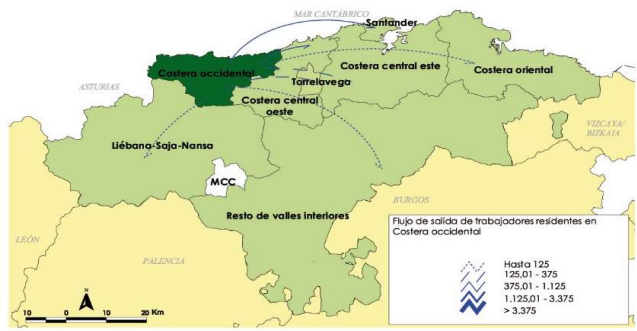 MAR CANTÁBRICO
Santander
ASTURIAS
Costera occidental
Costera central este
Costera oriental
Torrelavega
Costera central
oeste
VIZCAYA/
BIZKAIA
Liébana-Saja-Nansa
MCC
BURGOS
Resto de valles interiores
LEÓN
PALENCIA
Flujo de salida de trabajadores residentes en
Costera occidental
Hasta 125
125,01 - 375
375,01 - 1.125
1.125,01 - 3.375
> 3.375
N
10 0 10 20 Km